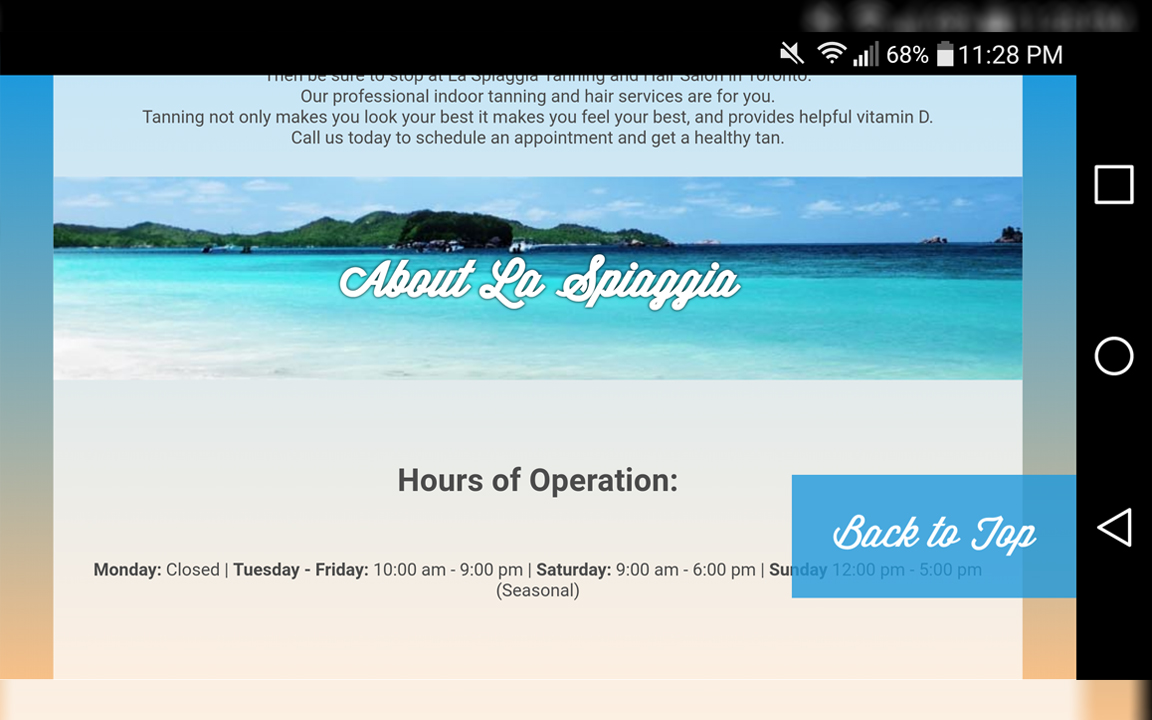 68% 11:28 PM
Then be sure to stop at La Spiaggia Tanning and Hair Salon in Toronto.
Our professional indoor tanning and hair services are for you.
Tanning not only makes you look your best it makes you feel your best, and provides helpful vitamin D.
Call us today to schedule an appointment and get a healthy tan.
About La Spiaggia
Hours of Operation:
Back to Top
Monday: Closed | Tuesday - Friday: 10:00 am - 9:00 pm | Saturday: 9:00 am - 6:00 pm | Sunday 12:00 pm - 5:00 pm
(Seasonal)